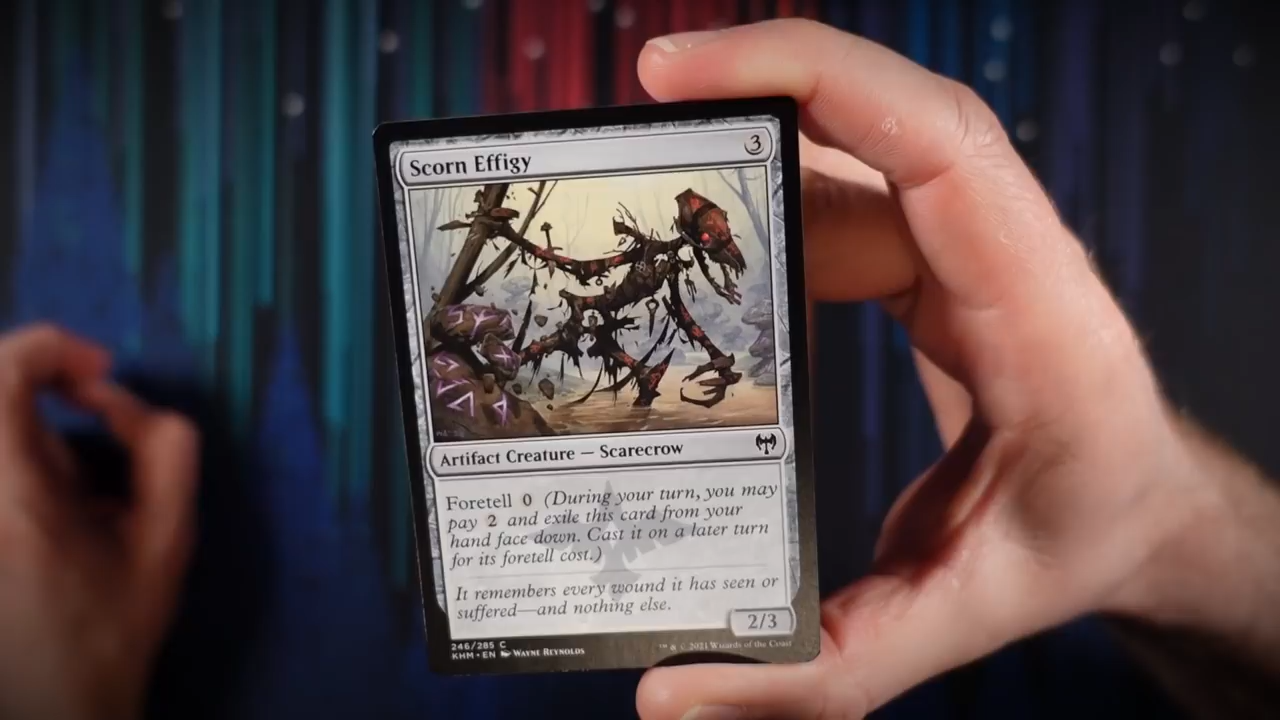 Scorn Effigy 3
Artifact Creature — Scarecrow
Foretell 0 (During your turn, you may
pay 2 and exile this card from your
hand face down. Cast it on a later turn
for its foretell cost.)
It remembers every wound it has seen or
suffered—and nothing else.
2/3
246/285 C
KHM • EN Wayne Reynolds
™ & © 2021 Wizards of the Coast